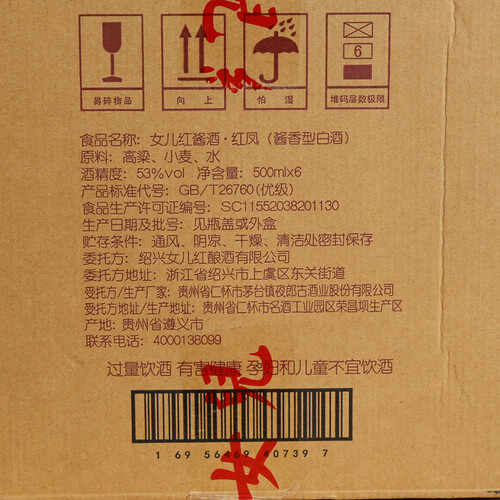 6
易碎物品 向上 怕湿 堆码层数极限
食品名称: 女儿红酱酒·红凤 (酱香型白酒)
原料: 高粱、小麦、水
酒精度: 53%vol 净含量: 500mlx6
产品标准代号: GB/T26760(优级)
食品生产许可证编号: SC11552038201130
生产日期及批号: 见瓶盖或外盒
贮存条件: 通风、阴凉、干燥、清洁处密封保存
委托方: 绍兴女儿红酿酒有限公司
委托方地址: 浙江省绍兴市上虞区东关街道
受托方/生产厂家: 贵州省仁怀市茅台镇夜郎古酒业股份有限公司
受托方/生产地址: 贵州省仁怀市名酒工业园区荣昌坝生产区
产地: 贵州省遵义市
联系电话: 4000138099
过量饮酒 有害健康 孕妇和儿童不宜饮酒
1 69 56469 40739 7
女儿